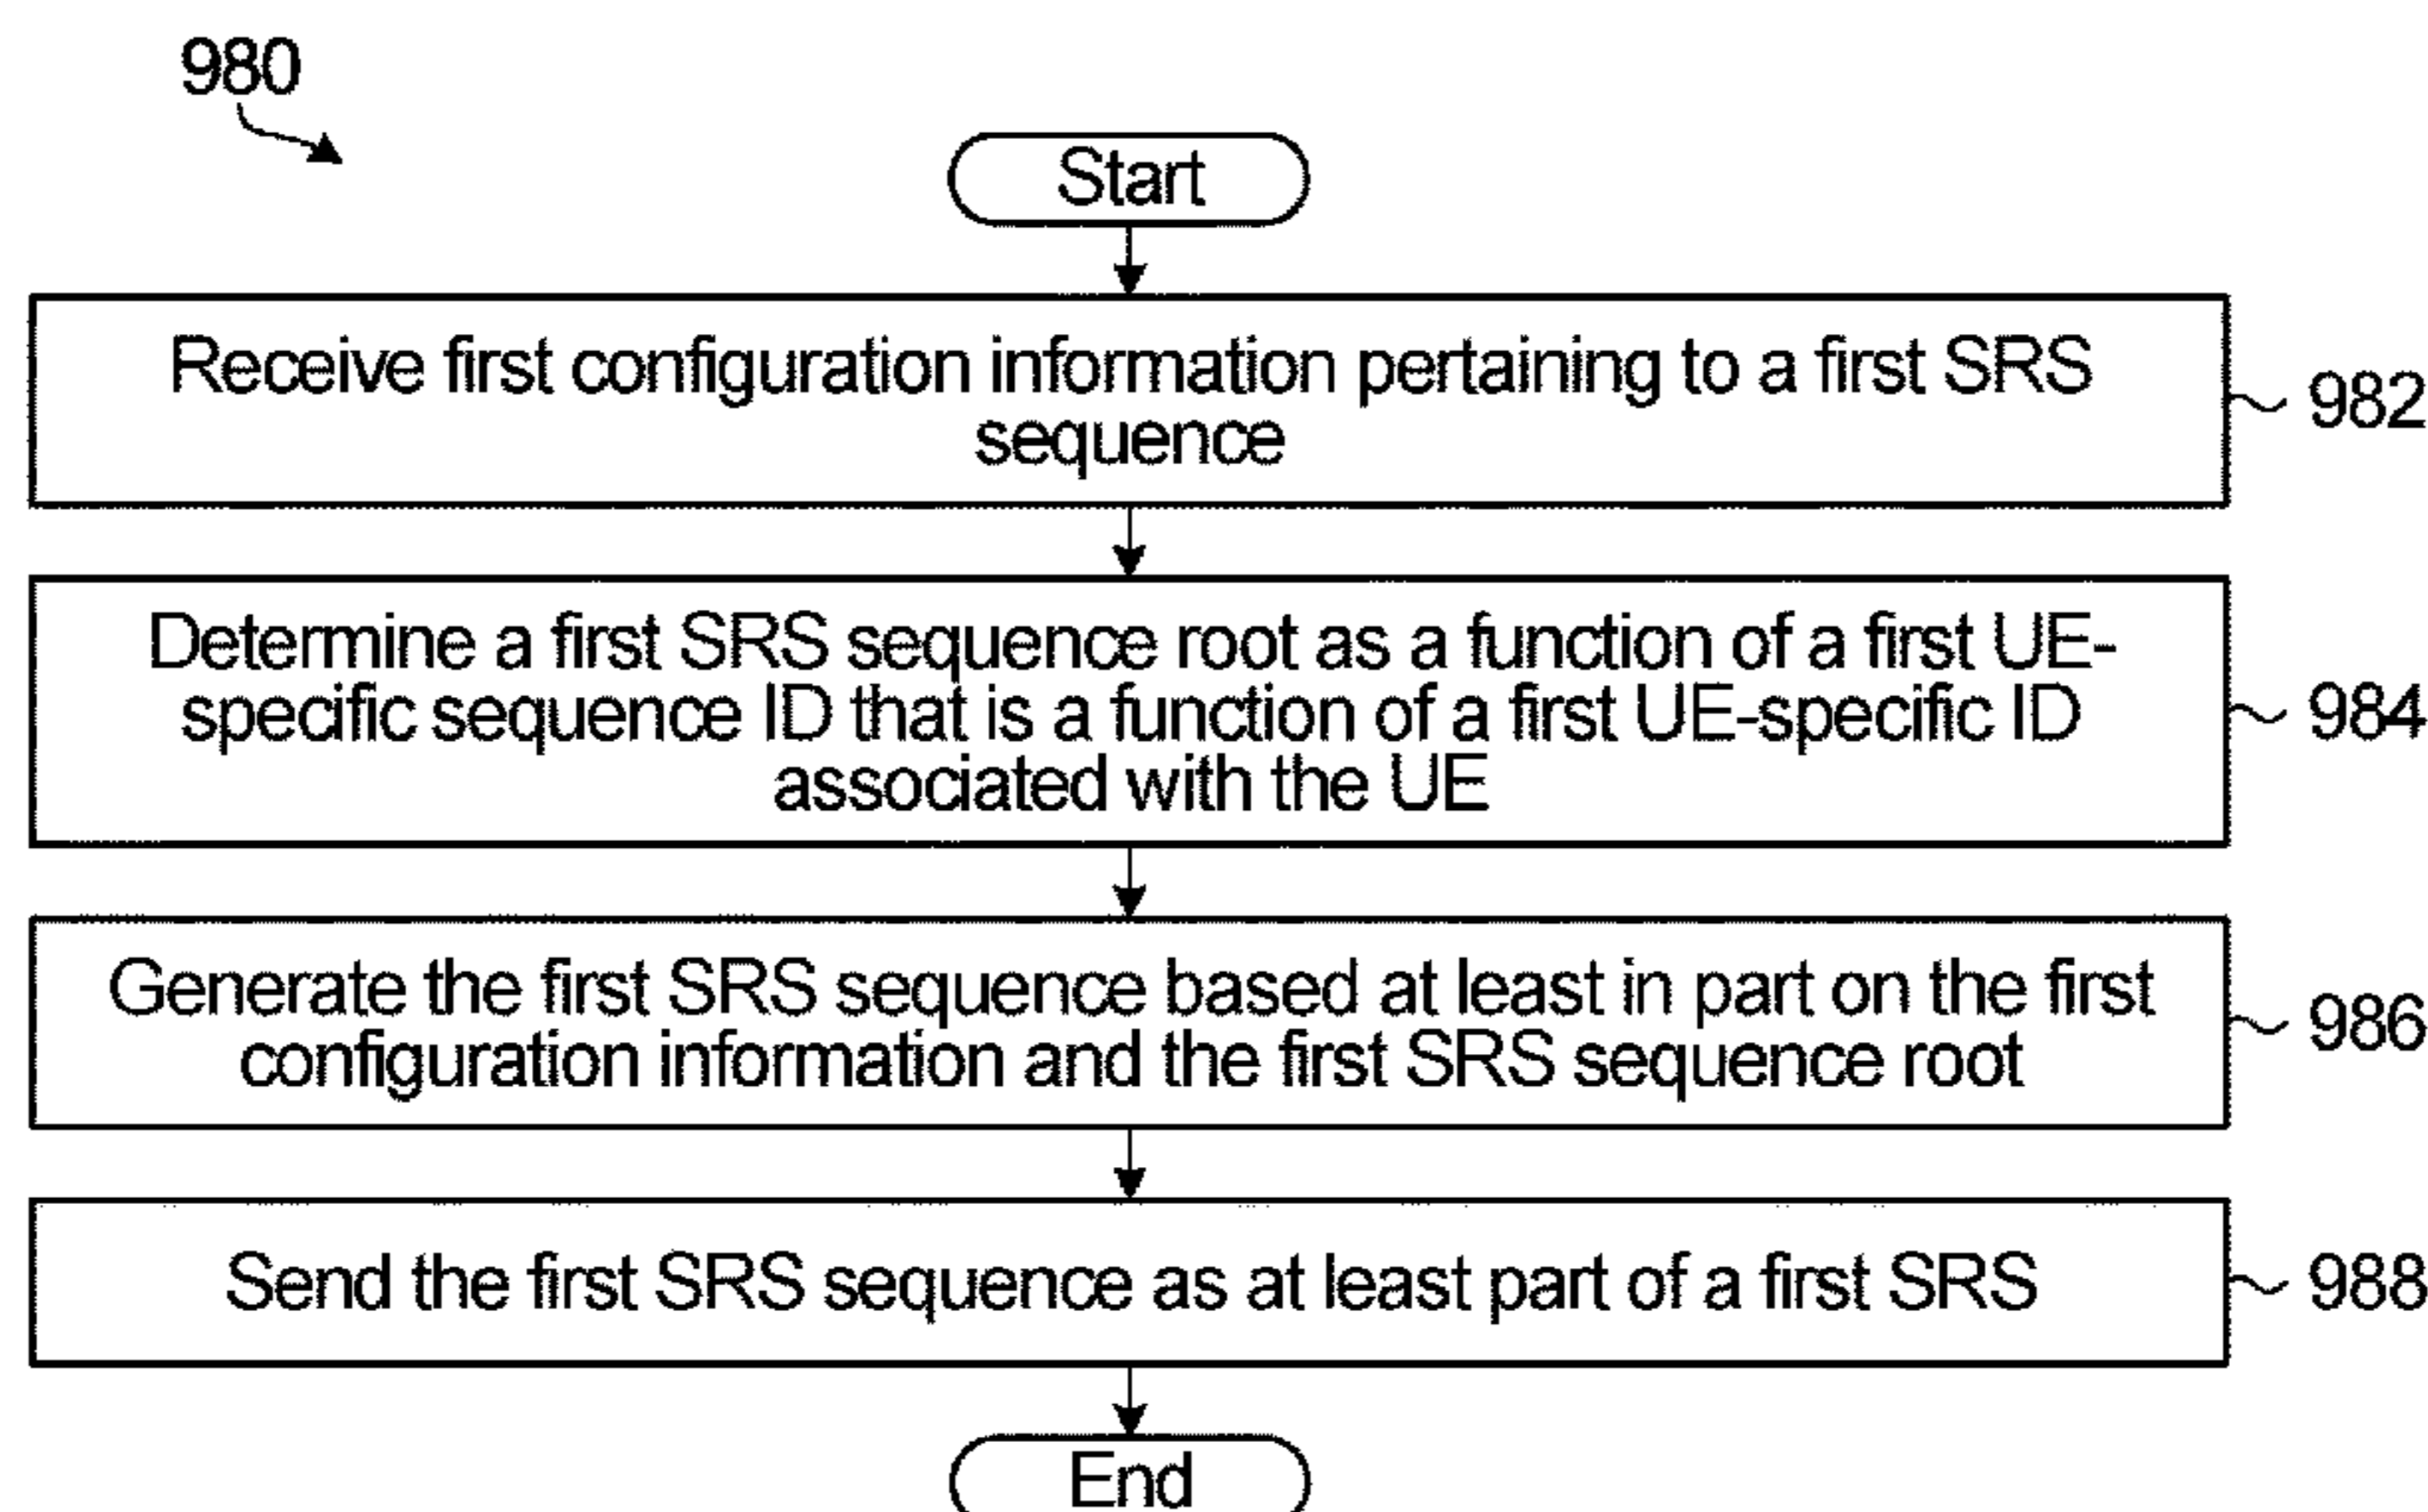 980
Start
Receive first configuration information pertaining to a first SRS
sequence
982
Determine a first SRS sequence root as a function of a first UE-
specific sequence ID that is a function of a first UE-specific ID
associated with the UE
984
Generate the first SRS sequence based at least in part on the first
configuration information and the first SRS sequence root
986
Send the first SRS sequence as at least part of a first SRS
988
End